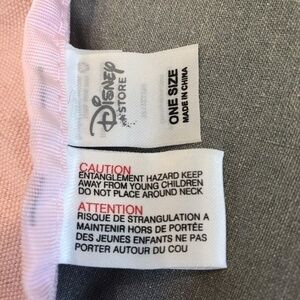 Disney
STORE
ONE SIZE
MADE IN CHINA
CAUTION
ENTANGLEMENT HAZARD KEEP
AWAY FROM YOUNG CHILDREN
DO NOT PLACE AROUND NECK
ATTENTION
RISQUE DE STRANGULATION A
MAINTENIR HORS DE PORTÉE
DES JEUNES ENFANTS NE PAS
PORTER AUTOUR DU COU